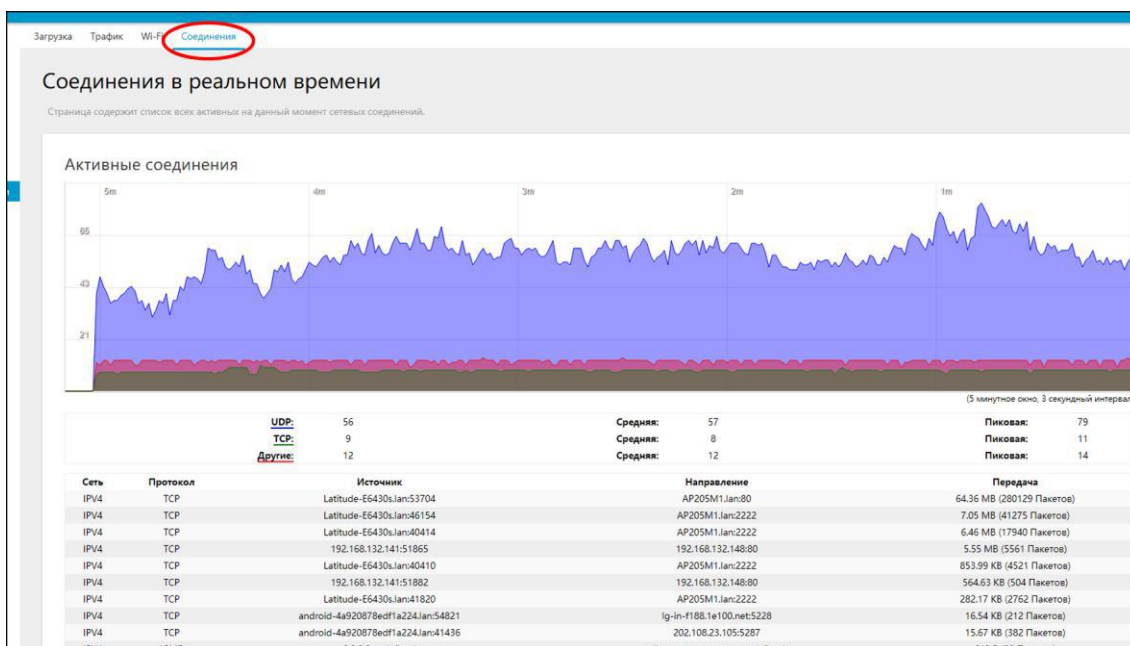 Загрузка Трафик Wi-Fi Соединения
Соединения в реальном времени
Страница содержит список всех активных на данный момент сетевых соединений.
Активные соединения
5m 4m 3m 2m 1m
65
43
21
(5 минутное окно, 3 секундный интервал
UDP: 56 Средняя: 57 Пиковая: 79
TCP: 9 Средняя: 8 Пиковая: 11
Другие: 12 Средняя: 12 Пиковая: 14
Сеть Протокол Источник Направление Передача
IPV4 TCP Latitude-E6430s.lan:53704 AP205M1.lan:80 64.36 MB (280129 Пакетов)
IPV4 TCP Latitude-E6430s.lan:46154 AP205M1.lan:2222 7.05 MB (41275 Пакетов)
IPV4 TCP Latitude-E6430s.lan:40414 AP205M1.lan:2222 6.46 MB (17940 Пакетов)
IPV4 TCP 192.168.132.141:51865 192.168.132.148:80 5.55 MB (5561 Пакетов)
IPV4 TCP Latitude-E6430s.lan:40410 AP205M1.lan:2222 853.99 KB (4521 Пакетов)
IPV4 TCP 192.168.132.141:51882 192.168.132.148:80 564.63 KB (504 Пакетов)
IPV4 TCP Latitude-E6430s.lan:41820 AP205M1.lan:2222 282.17 KB (2762 Пакетов)
IPV4 TCP android-4a920878edf1a224.lan:54821 lg-in-f188.1e100.net:5228 16.54 KB (212 Пакетов)
IPV4 TCP android-4a920878edf1a224.lan:41436 202.108.23.105:5287 15.67 KB (382 Пакетов)